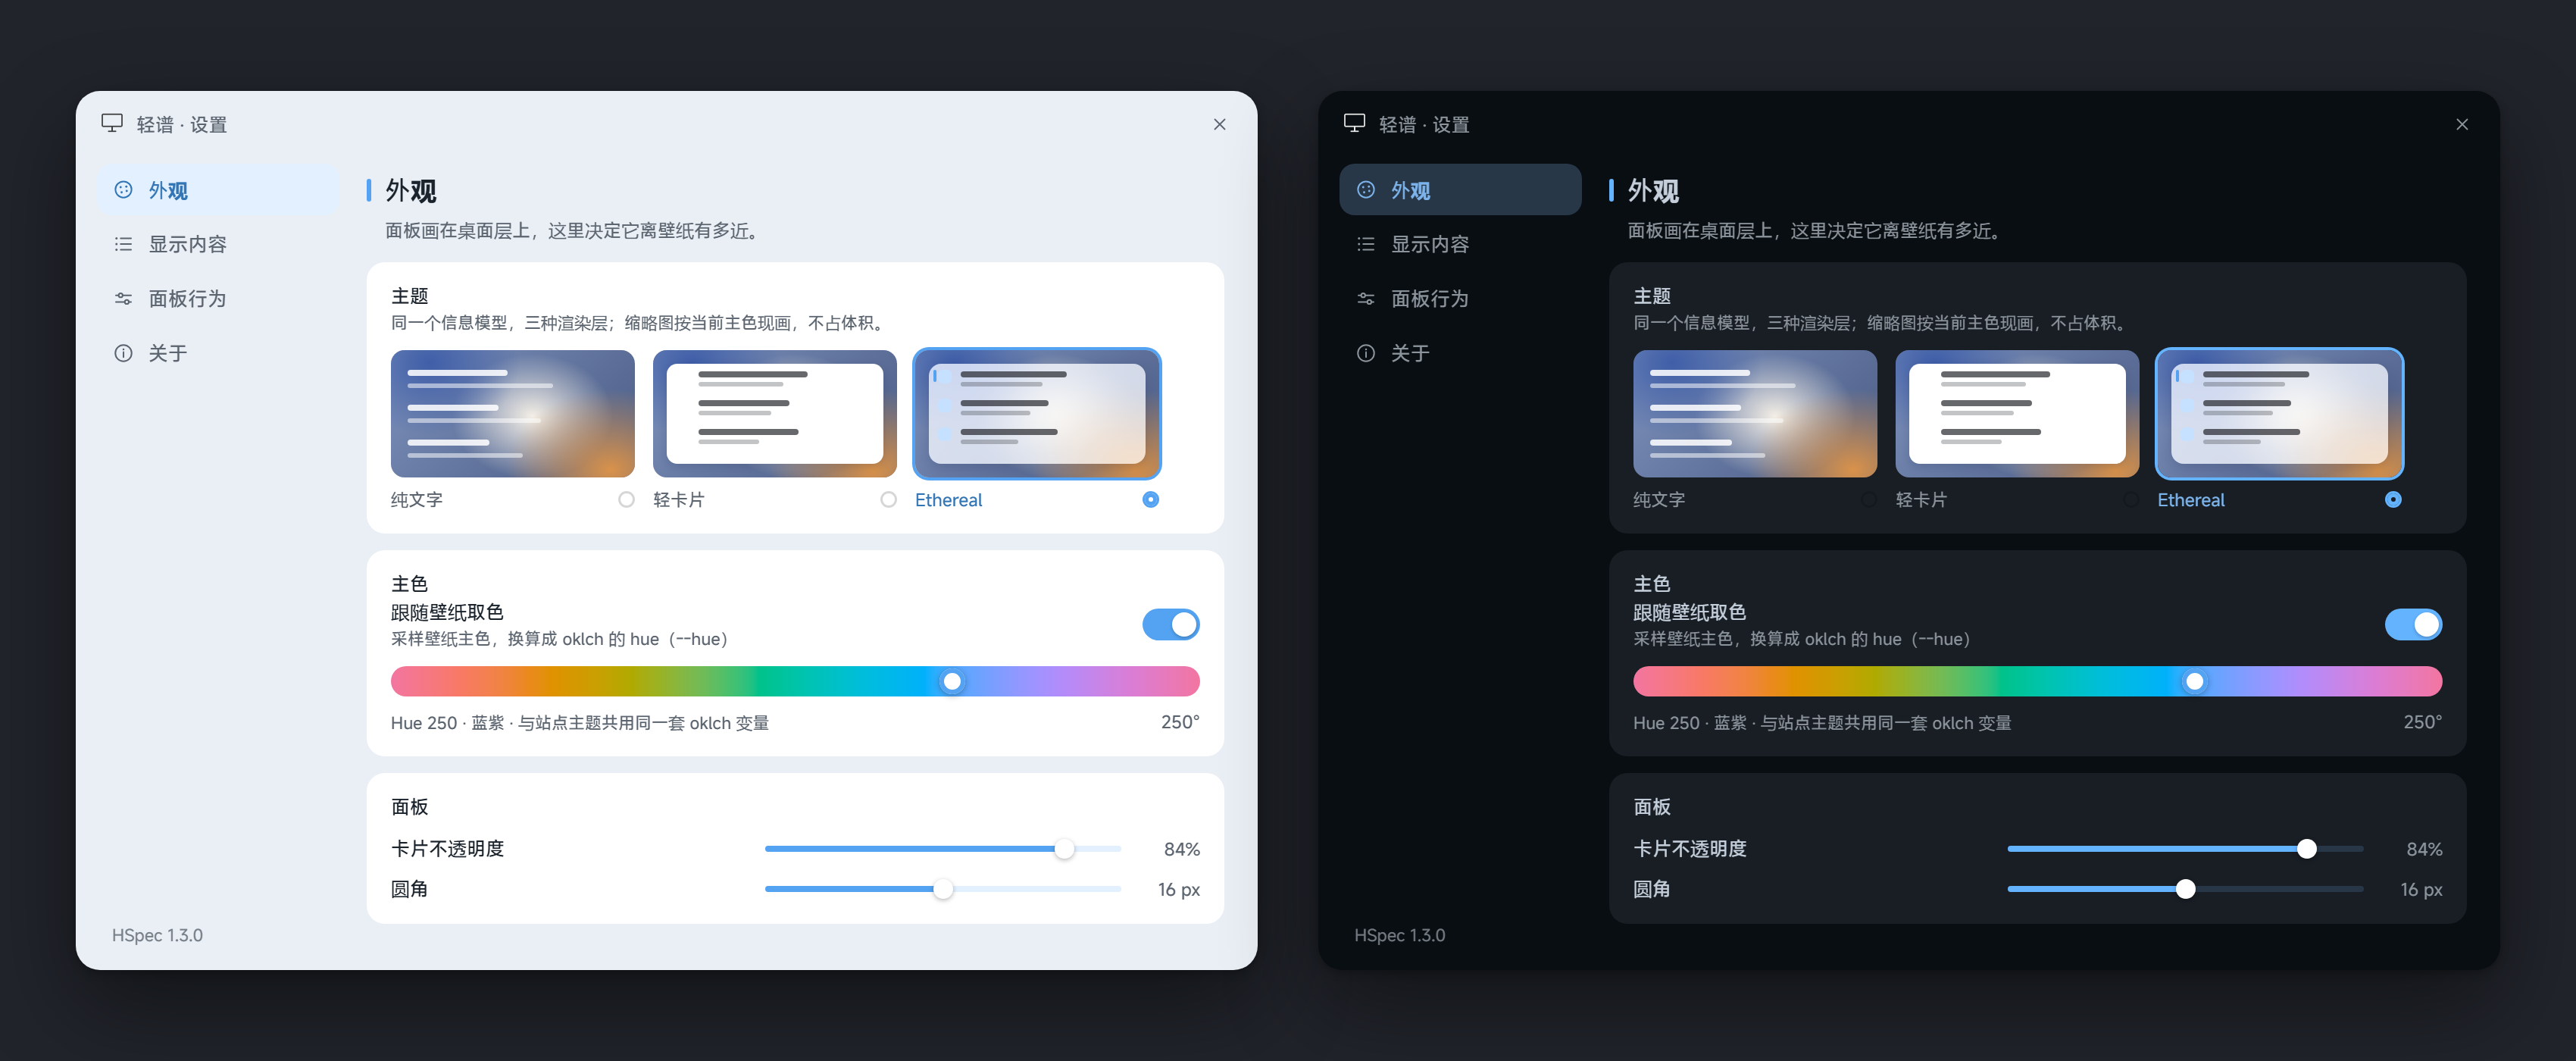 轻谱 · 设置
外观
显示内容
面板行为
关于
HSpec 1.3.0
外观
面板画在桌面层上，这里决定它离壁纸有多近。
主题
同一个信息模型，三种渲染层；缩略图按当前主色现画，不占体积。
纯文字
轻卡片
Ethereal
主色
跟随壁纸取色
采样壁纸主色，换算成 oklch 的 hue（--hue）
Hue 250 · 蓝紫 · 与站点主题共用同一套 oklch 变量
250°
面板
卡片不透明度
84%
圆角
16 px
轻谱 · 设置
外观
显示内容
面板行为
关于
HSpec 1.3.0
外观
面板画在桌面层上，这里决定它离壁纸有多近。
主题
同一个信息模型，三种渲染层；缩略图按当前主色现画，不占体积。
纯文字
轻卡片
Ethereal
主色
跟随壁纸取色
采样壁纸主色，换算成 oklch 的 hue（--hue）
Hue 250 · 蓝紫 · 与站点主题共用同一套 oklch 变量
250°
面板
卡片不透明度
84%
圆角
16 px